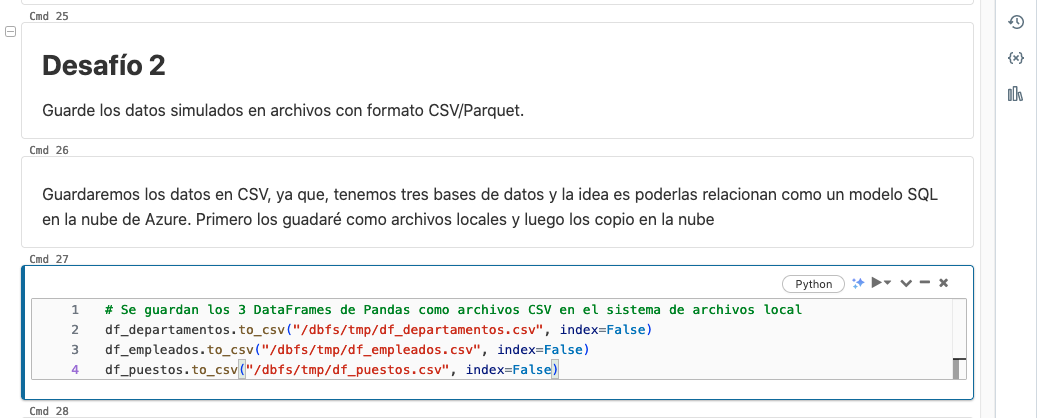 Cmd 25
Desafío 2
Guarde los datos simulados en archivos con formato CSV/Parquet.
Cmd 26
Guardaremos los datos en CSV, ya que, tenemos tres bases de datos y la idea es poderlas relacionan como un modelo SQL
en la nube de Azure. Primero los guadaré como archivos locales y luego los copio en la nube
Cmd 27
Python
1 # Se guardan los 3 DataFrames de Pandas como archivos CSV en el sistema de archivos local
2 df_departamentos.to_csv("/dbfs/tmp/df_departamentos.csv", index=False)
3 df_empleados.to_csv("/dbfs/tmp/df_empleados.csv", index=False)
4 df_puestos.to_csv("/dbfs/tmp/df_puestos.csv", index=False)
Cmd 28